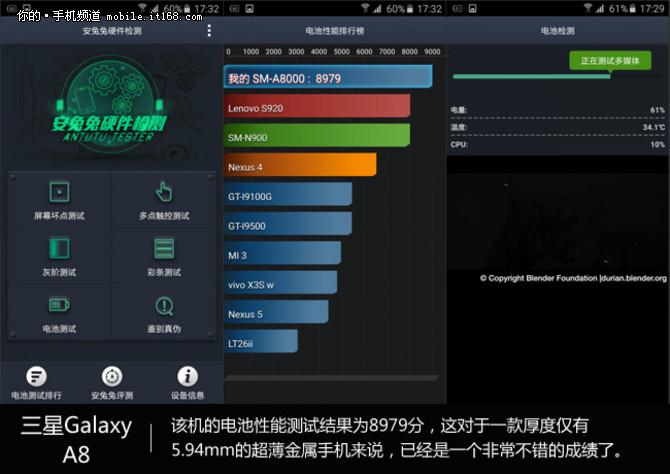 你的·手机频道 mobile.it168.com
60% 17:32
安兔兔硬件检测
安兔兔硬件检测
ANTUTU TESTER
屏幕坏点测试
多点触控测试
灰阶测试
彩条测试
电池测试
鉴别真伪
电池测试排行
安兔兔评测
设备信息
60% 17:32
电池性能排行榜
0 1000 2000 3000 4000 5000 6000 7000 8000 9000
我的 SM-A8000 : 8979
Lenovo S920
SM-N900
Nexus 4
GT-I9100G
GT-I9500
MI 3
vivo X3S w
Nexus 5
LT26ii
61% 17:29
电池检测
正在测试多媒体
电量: 61%
温度: 34.1℃
CPU: 10%
© Copyright Blender Foundation |durian.blender.org
三星Galaxy
A8
该机的电池性能测试结果为8979分，这对于一款厚度仅有
5.94mm的超薄金属手机来说，已经是一个非常不错的成绩了。